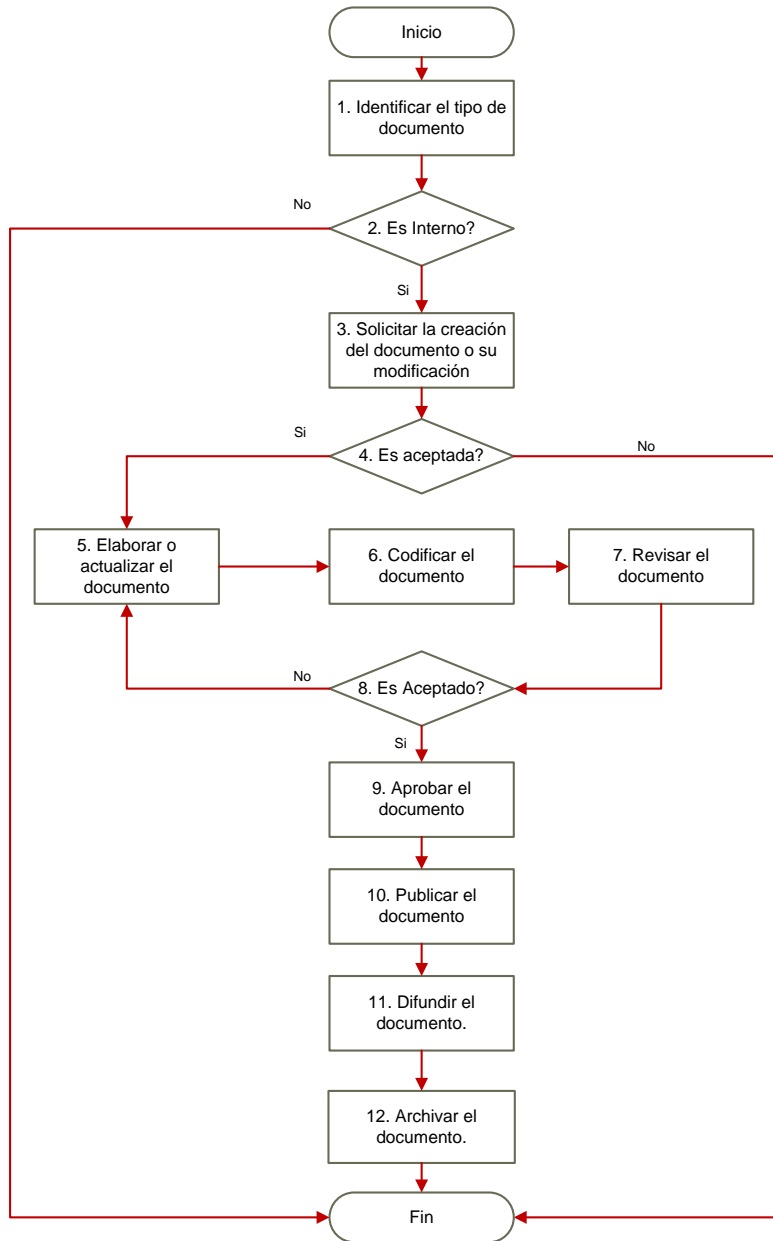 Inicio
1. Identificar el tipo de
documento
No
2. Es Interno?
Si
3. Solicitar la creación
del documento o su
modificación
Si
4. Es aceptada?
No
5. Elaborar o
actualizar el
documento
6. Codificar el
documento
7. Revisar el
documento
No
8. Es Aceptado?
Si
9. Aprobar el
documento
10. Publicar el
documento
11. Difundir el
documento.
12. Archivar el
documento.
Fin